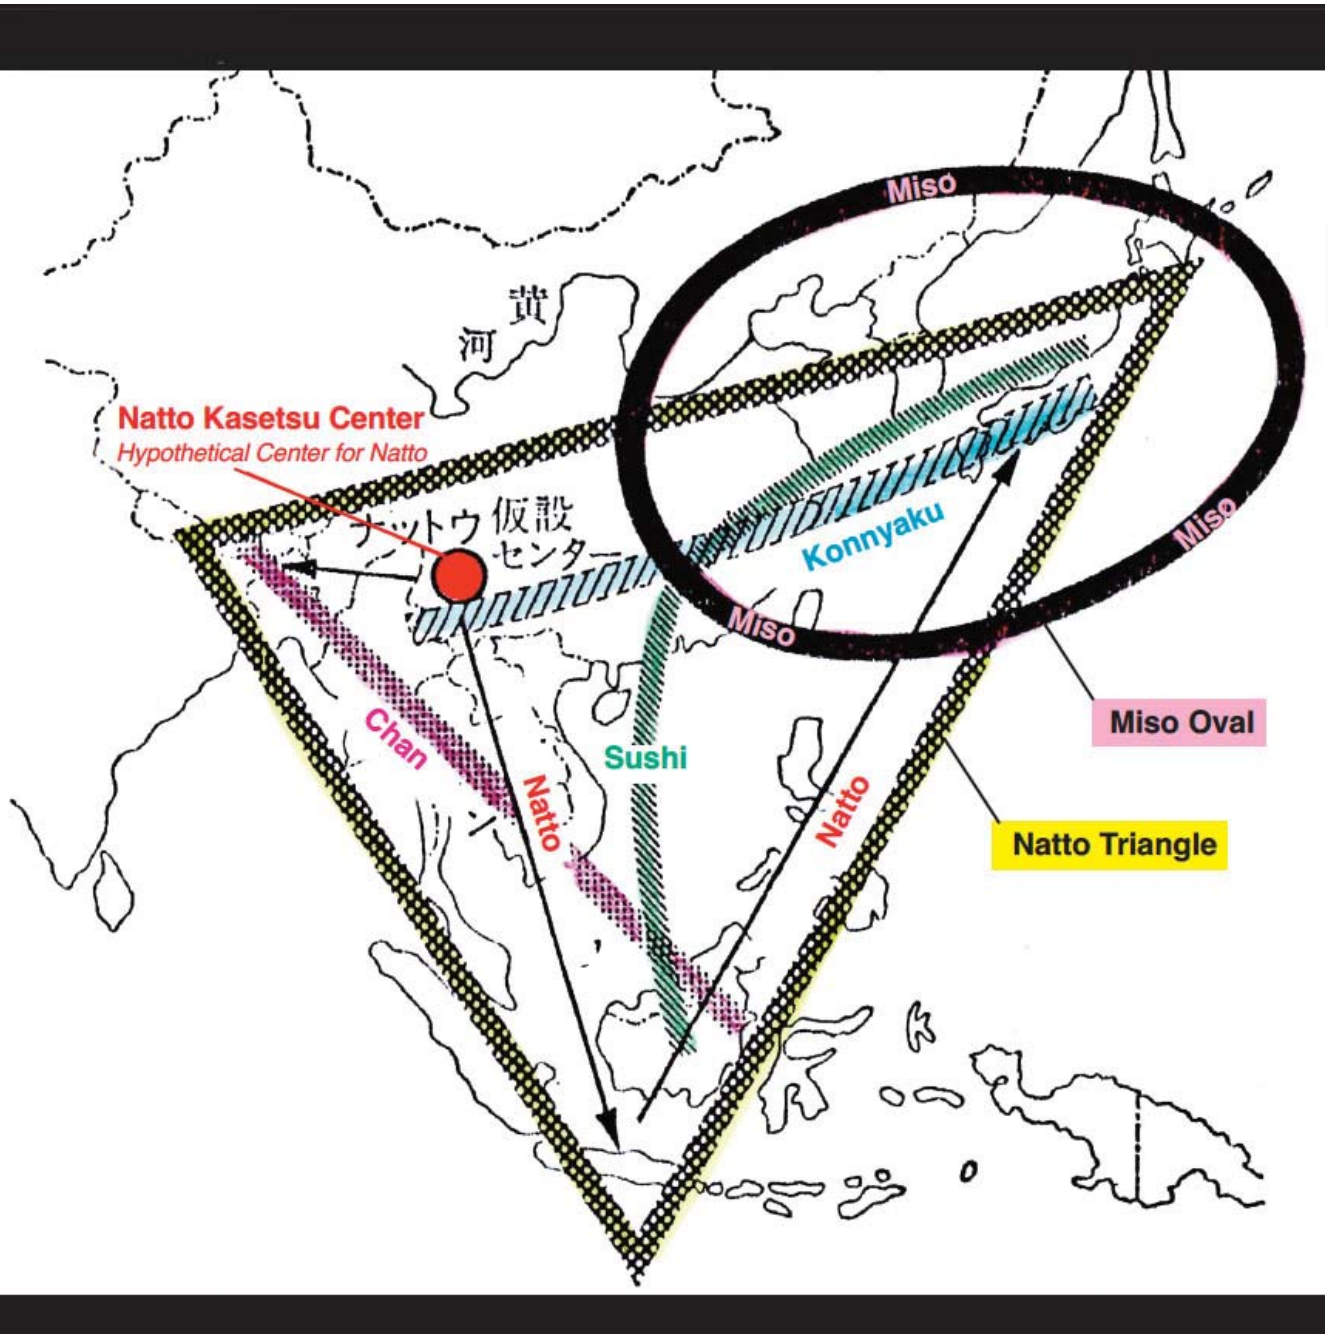 Miso
黄
河
Natto Kasetsu Center
Hypothetical Center for Natto
ナットウ 仮設
センター
Konnyaku
Miso
Miso
Miso Oval
Chan
Sushi
Natto
Natto
Natto Triangle